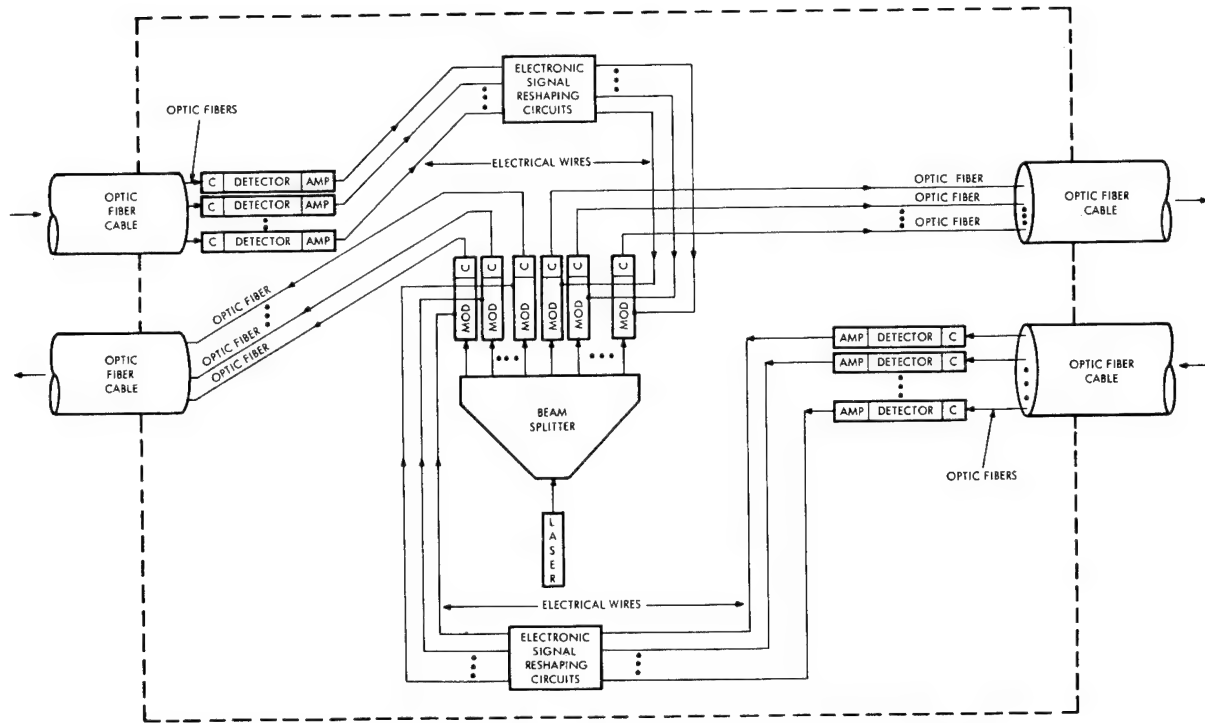 ELECTRONIC
SIGNAL
RESHAPING
CIRCUITS
OPTIC FIBERS
ELECTRICAL WIRES
C DETECTOR AMP
C DETECTOR AMP
C DETECTOR AMP
OPTIC
FIBER
CABLE
OPTIC FIBER
OPTIC FIBER
OPTIC FIBER
OPTIC FIBER
CABLE
C
C
C
C
C
C
MOD
MOD
MOD
MOD
MOD
MOD
OPTIC FIBER
OPTIC FIBER
OPTIC FIBER
OPTIC
FIBER
CABLE
AMP DETECTOR C
AMP DETECTOR C
AMP DETECTOR C
OPTIC FIBER
CABLE
BEAM
SPLITTER
OPTIC FIBERS
LASER
ELECTRICAL WIRES
ELECTRONIC
SIGNAL
RESHAPING
CIRCUITS